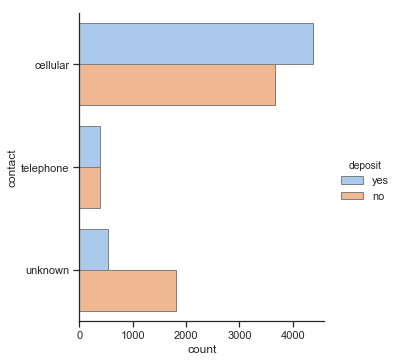 contact
cellular
telephone
unknown
0 1000 2000 3000 4000
count
deposit
yes
no